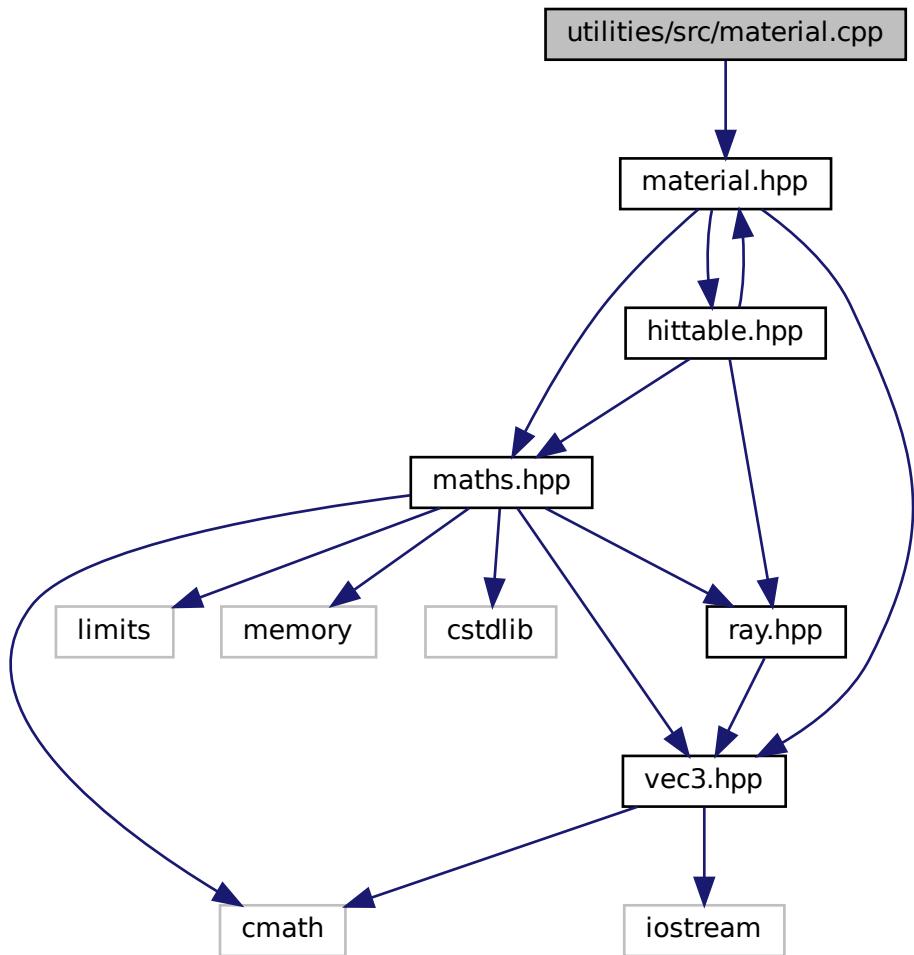 utilities/src/material.cpp
material.hpp
hittable.hpp
maths.hpp
limits
memory
cstdlib
ray.hpp
vec3.hpp
cmath
iostream